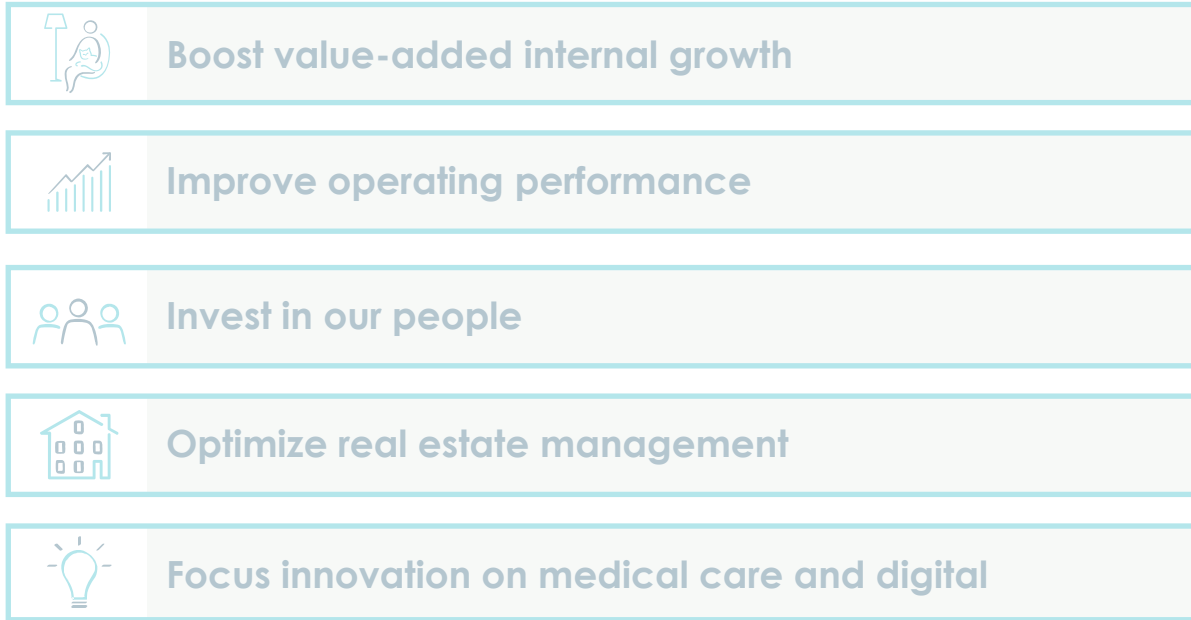 Boost value-added internal growth
Improve operating performance
Invest in our people
Optimize real estate management
Focus innovation on medical care and digital